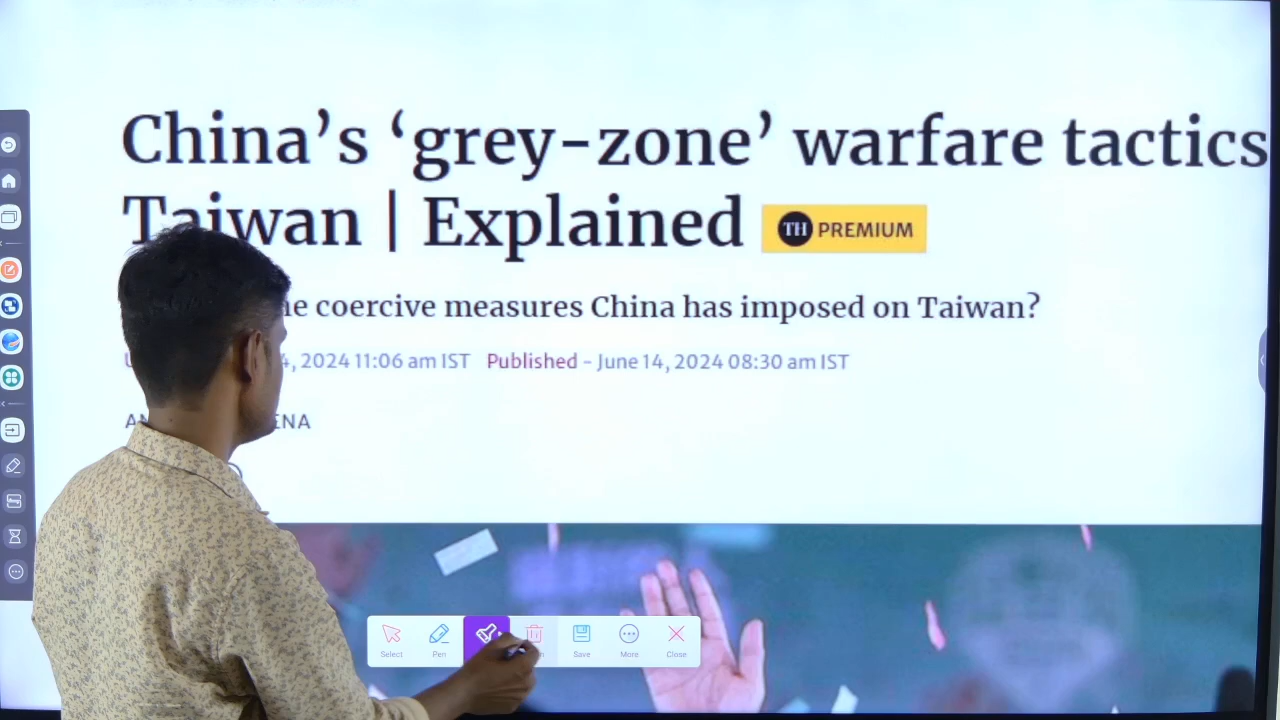 China’s ‘grey-zone’ warfare tactics
Taiwan | Explained TH PREMIUM
coercive measures China has imposed on Taiwan?
2024 11:06 am IST Published - June 14, 2024 08:30 am IST
Select Pen Save More Close